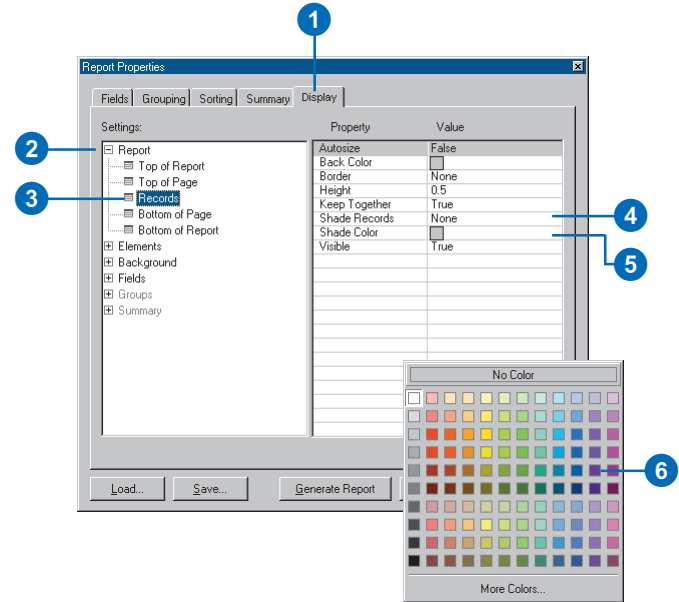 1
Report Properties
Fields Grouping Sorting Summary Display
Settings:
Property Value
2
Report
Top of Report
Top of Page
3
Records
Bottom of Page
Bottom of Report
Elements
Background
Fields
Groups
Summary
Autosize False
Back Color
Border None
Height 0.5
Keep Together True
Shade Records None
4
Shade Color
5
Visible True
No Color
6
More Colors...
Load... Save... Generate Report